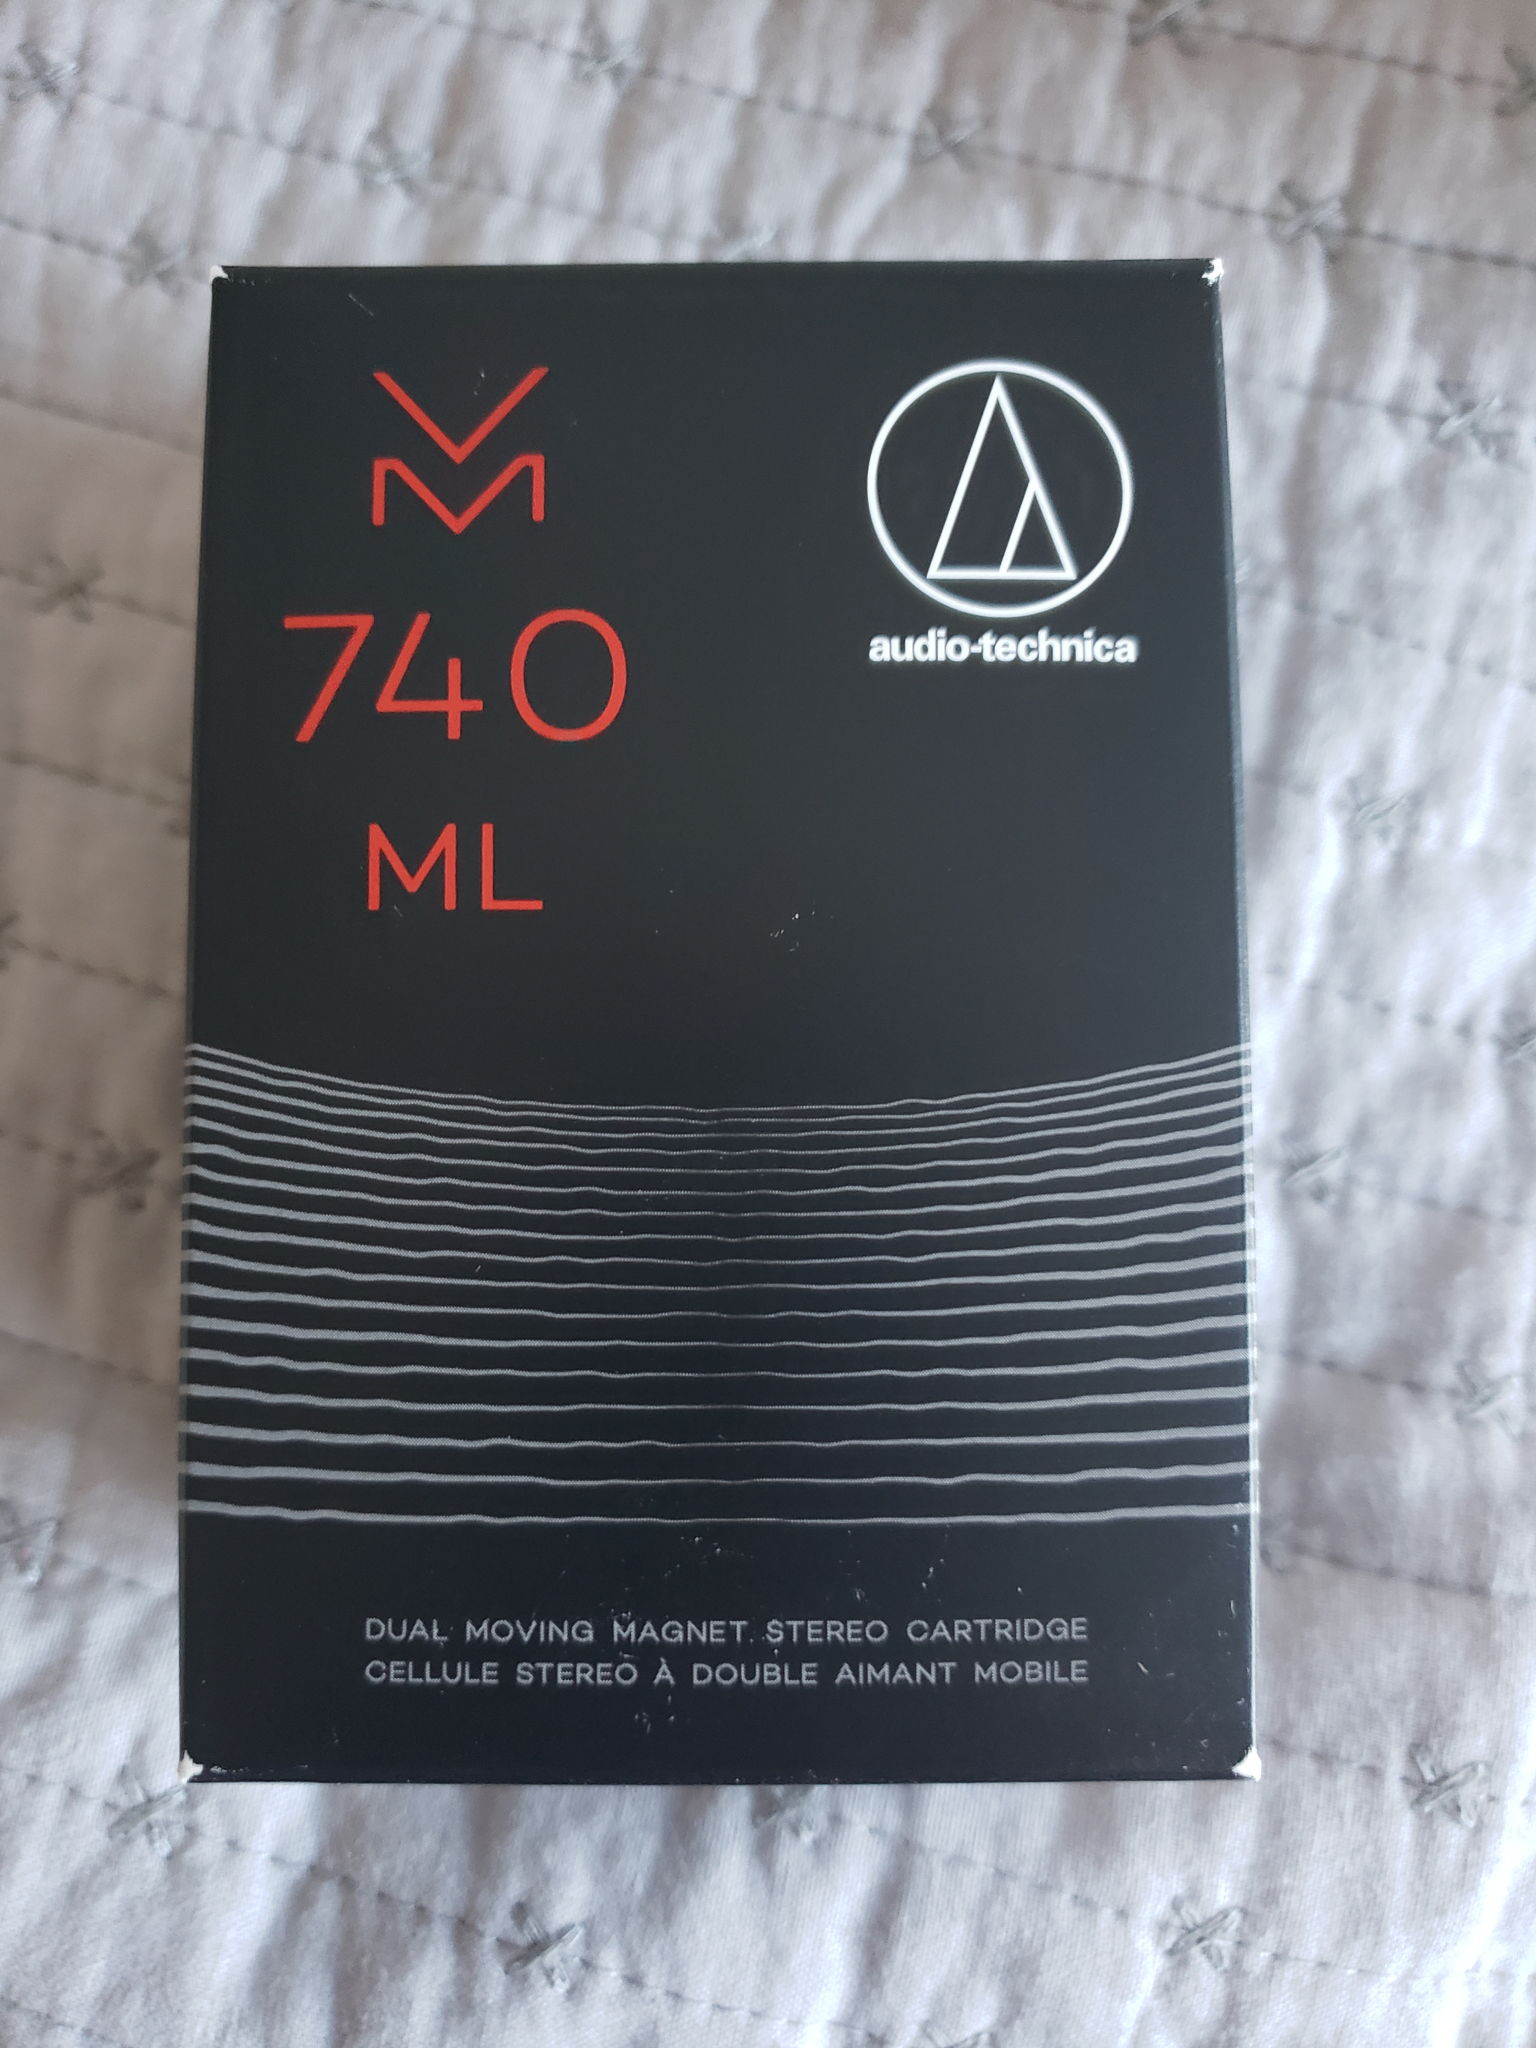 VM
740
ML
audio-technica
DUAL MOVING MAGNET STEREO CARTRIDGE
CELLULE STEREO À DOUBLE AIMANT MOBILE